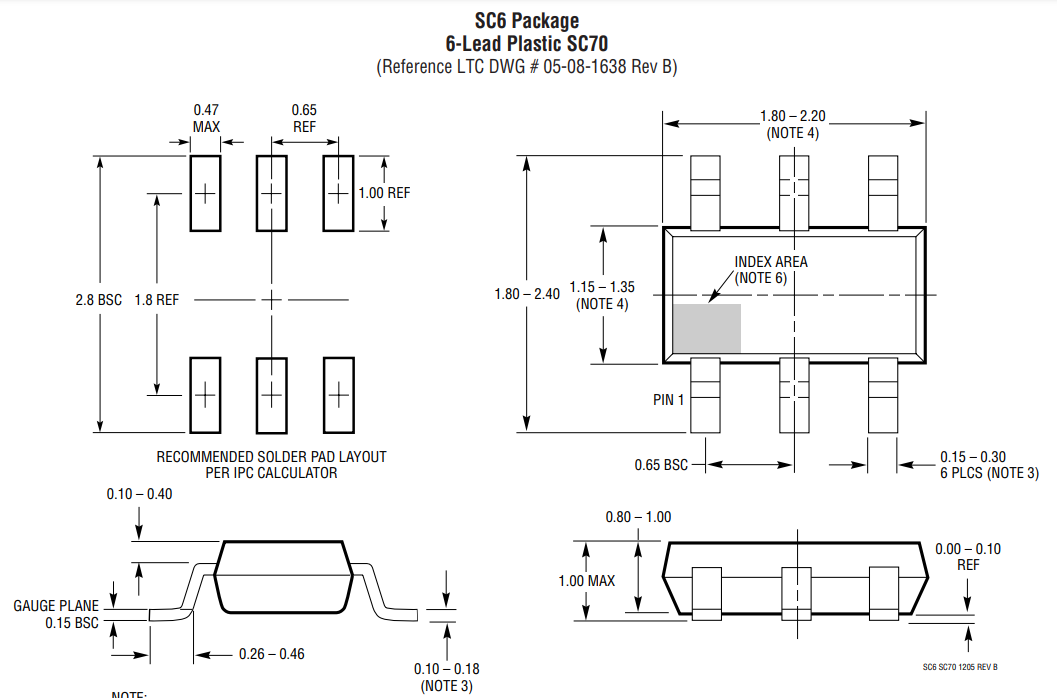 SC6 Package
6-Lead Plastic SC70
(Reference LTC DWG # 05-08-1638 Rev B)
0.47
MAX
0.65
REF
1.00 REF
2.8 BSC
1.8 REF
RECOMMENDED SOLDER PAD LAYOUT
PER IPC CALCULATOR
1.80 – 2.20
(NOTE 4)
1.80 – 2.40
1.15 – 1.35
(NOTE 4)
INDEX AREA
(NOTE 6)
PIN 1
0.65 BSC
0.15 – 0.30
6 PLCS (NOTE 3)
0.10 – 0.40
GAUGE PLANE
0.15 BSC
0.26 – 0.46
0.10 – 0.18
(NOTE 3)
0.80 – 1.00
1.00 MAX
0.00 – 0.10
REF
SC6 SC70 1205 REV B
NOTE: